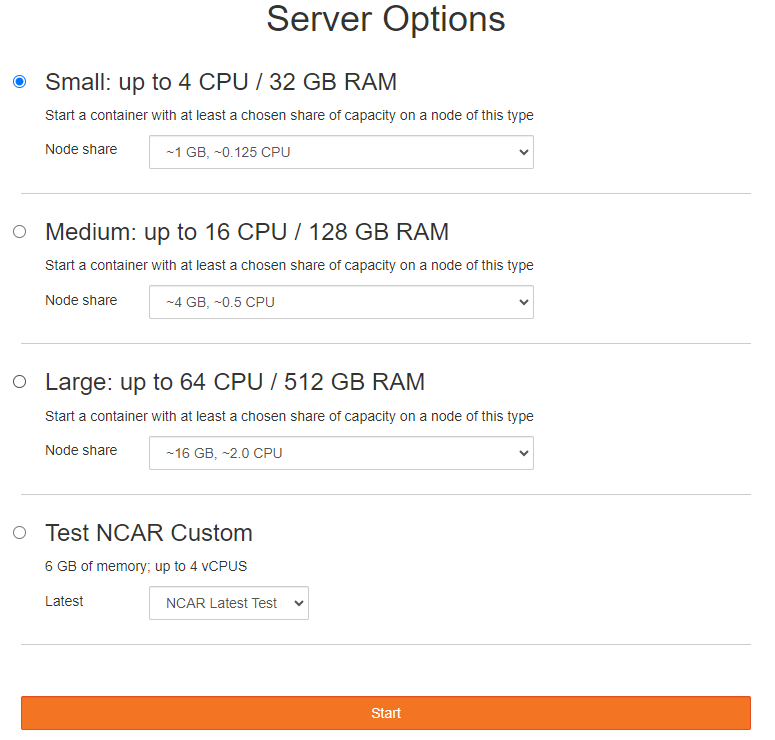 Server Options
Small: up to 4 CPU / 32 GB RAM
Start a container with at least a chosen share of capacity on a node of this type
Node share ~1 GB, ~0.125 CPU
Medium: up to 16 CPU / 128 GB RAM
Start a container with at least a chosen share of capacity on a node of this type
Node share ~4 GB, ~0.5 CPU
Large: up to 64 CPU / 512 GB RAM
Start a container with at least a chosen share of capacity on a node of this type
Node share ~16 GB, ~2.0 CPU
Test NCAR Custom
6 GB of memory; up to 4 vCPUS
Latest NCAR Latest Test
Start